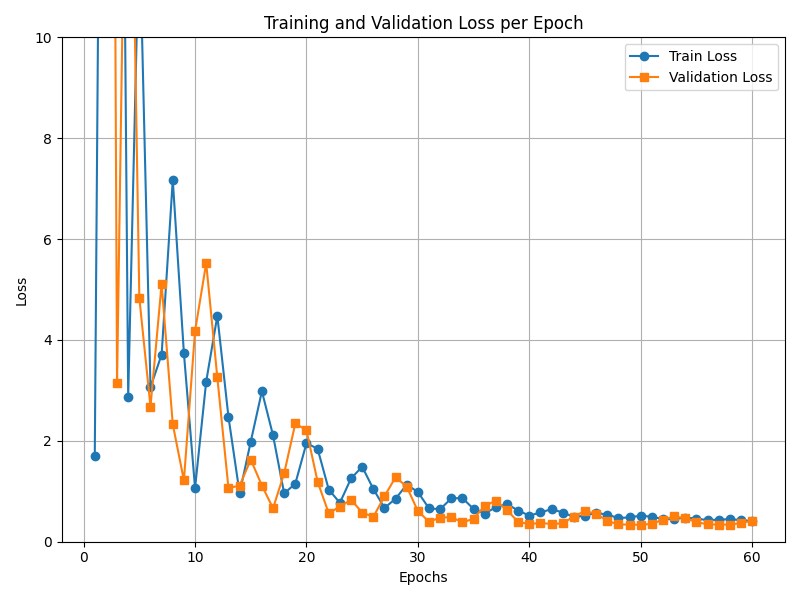 Training and Validation Loss per Epoch
Train Loss
Validation Loss
Loss
10
8
6
4
2
0
0 10 20 30 40 50 60
Epochs